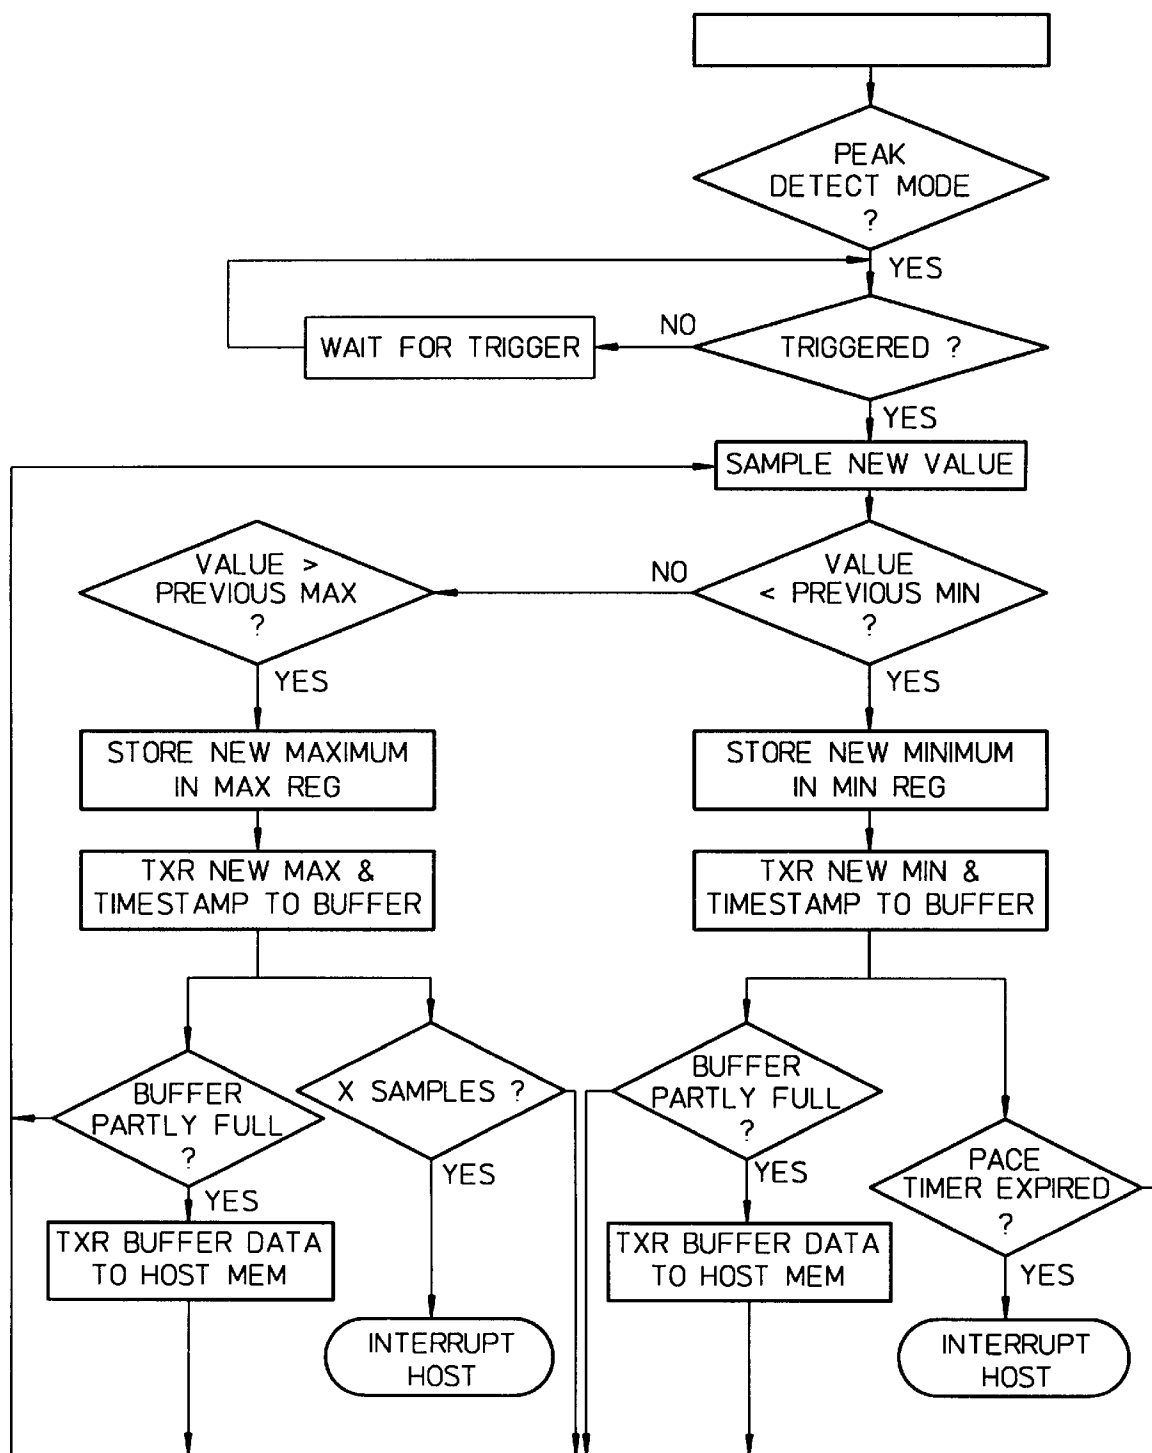 PEAK
DETECT MODE
?
YES
NO
WAIT FOR TRIGGER
TRIGGERED ?
YES
SAMPLE NEW VALUE
VALUE >
PREVIOUS MAX
?
NO
VALUE
< PREVIOUS MIN
?
YES
YES
STORE NEW MAXIMUM
IN MAX REG
STORE NEW MINIMUM
IN MIN REG
TXR NEW MAX &
TIMESTAMP TO BUFFER
TXR NEW MIN &
TIMESTAMP TO BUFFER
BUFFER
PARTLY FULL
?
X SAMPLES ?
BUFFER
PARTLY FULL
?
PACE
TIMER EXPIRED
?
YES
YES
YES
YES
TXR BUFFER DATA
TO HOST MEM
INTERRUPT
HOST
TXR BUFFER DATA
TO HOST MEM
INTERRUPT
HOST